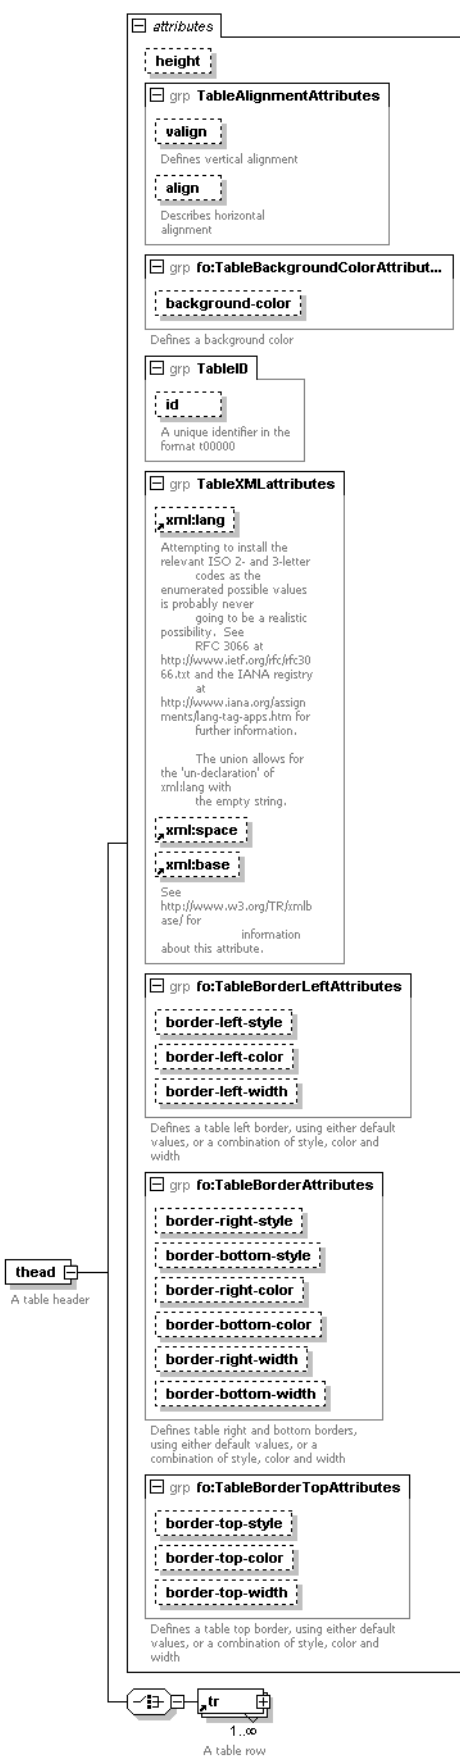 attributes
height
grp TableAlignmentAttributes
valign
Defines vertical alignment
align
Describes horizontal
alignment
grp fo:TableBackgroundColorAttribut...
background-color
Defines a background color
grp TableID
id
A unique identifier in the
format t00000
grp TableXMLattributes
xml:lang
Attempting to install the
relevant ISO 2- and 3-letter
codes as the
enumerated possible values
is probably never
going to be a realistic
possibility. See
RFC 3066 at
http://www.ietf.org/rfc/rfc30
66.txt and the IANA registry
at
http://www.iana.org/assign
ments/lang-tag-apps.htm for
further information.
The union allows for
the 'un-declaration' of
xml:lang with
the empty string.
xml:space
xml:base
See
http://www.w3.org/TR/xmlb
ase/ for
information
about this attribute.
grp fo:TableBorderLeftAttributes
border-left-style
border-left-color
border-left-width
Defines a table left border, using either default
values, or a combination of style, color and
width
grp fo:TableBorderAttributes
border-right-style
border-bottom-style
border-right-color
border-bottom-color
border-right-width
border-bottom-width
Defines table right and bottom borders,
using either default values, or a
combination of style, color and width
thead
A table header
grp fo:TableBorderTopAttributes
border-top-style
border-top-color
border-top-width
Defines a table top border, using either default
values, or a combination of style, color and
width
tr
1..∞
A table row